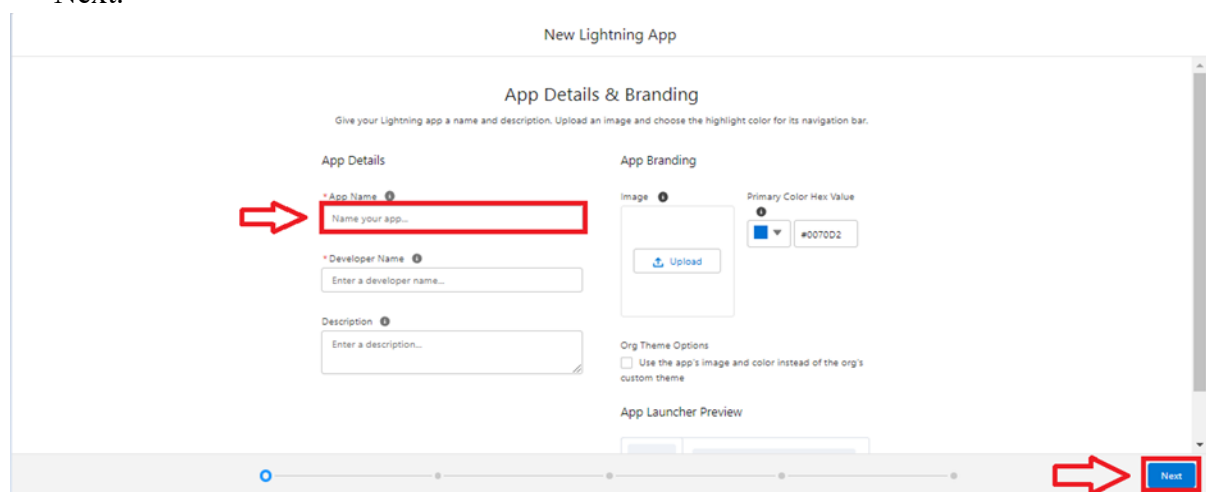 Next.
New Lightning App
App Details & Branding
Give your Lightning app a name and description. Upload an image and choose the highlight color for its navigation bar.
App Details
* App Name
Name your app...
* Developer Name
Enter a developer name...
Description
Enter a description...
App Branding
Image
Upload
Primary Color Hex Value
#0070D2
Org Theme Options
Use the app's image and color instead of the org's
custom theme
App Launcher Preview
Next